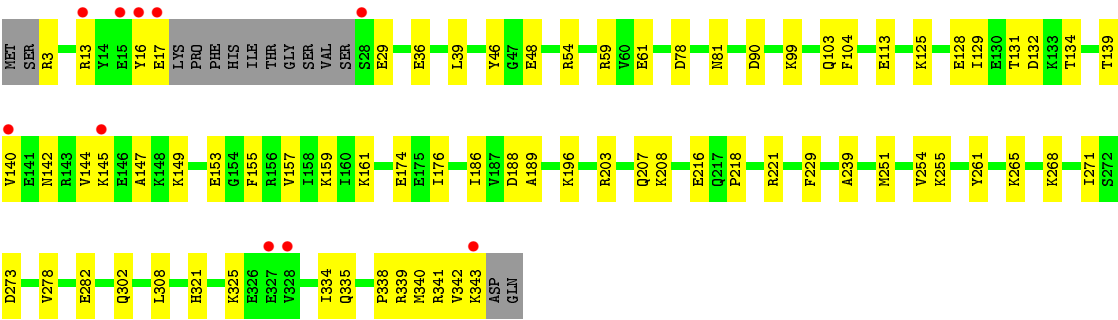 MET SER R3 R13 Y14 E15 Y16 E17 LYS PRO PHE HIS ILE THR GLY SER VAL SER S28 E29 E36 L39 Y46 G47 E48 R54 R59 V60 E61 D78 N81 D90 K99 Q103 F104 E113 K125 E128 I129 E130 T131 D132 K133 T134 T139
V140 E141 N142 R143 V144 K145 E146 A147 K148 K149 E153 G154 F155 R156 V157 I158 K159 I160 K161 E174 E175 I176 I186 V187 D188 A189 K196 R203 Q207 K208 E216 Q217 P218 R221 F229 A239 M251 V254 K255 Y261 K265 K268 I271 S272
D273 V278 E282 Q302 L308 H321 K325 E326 E327 V328 I334 Q335 P338 R339 M340 R341 V342 K343 ASP GLN